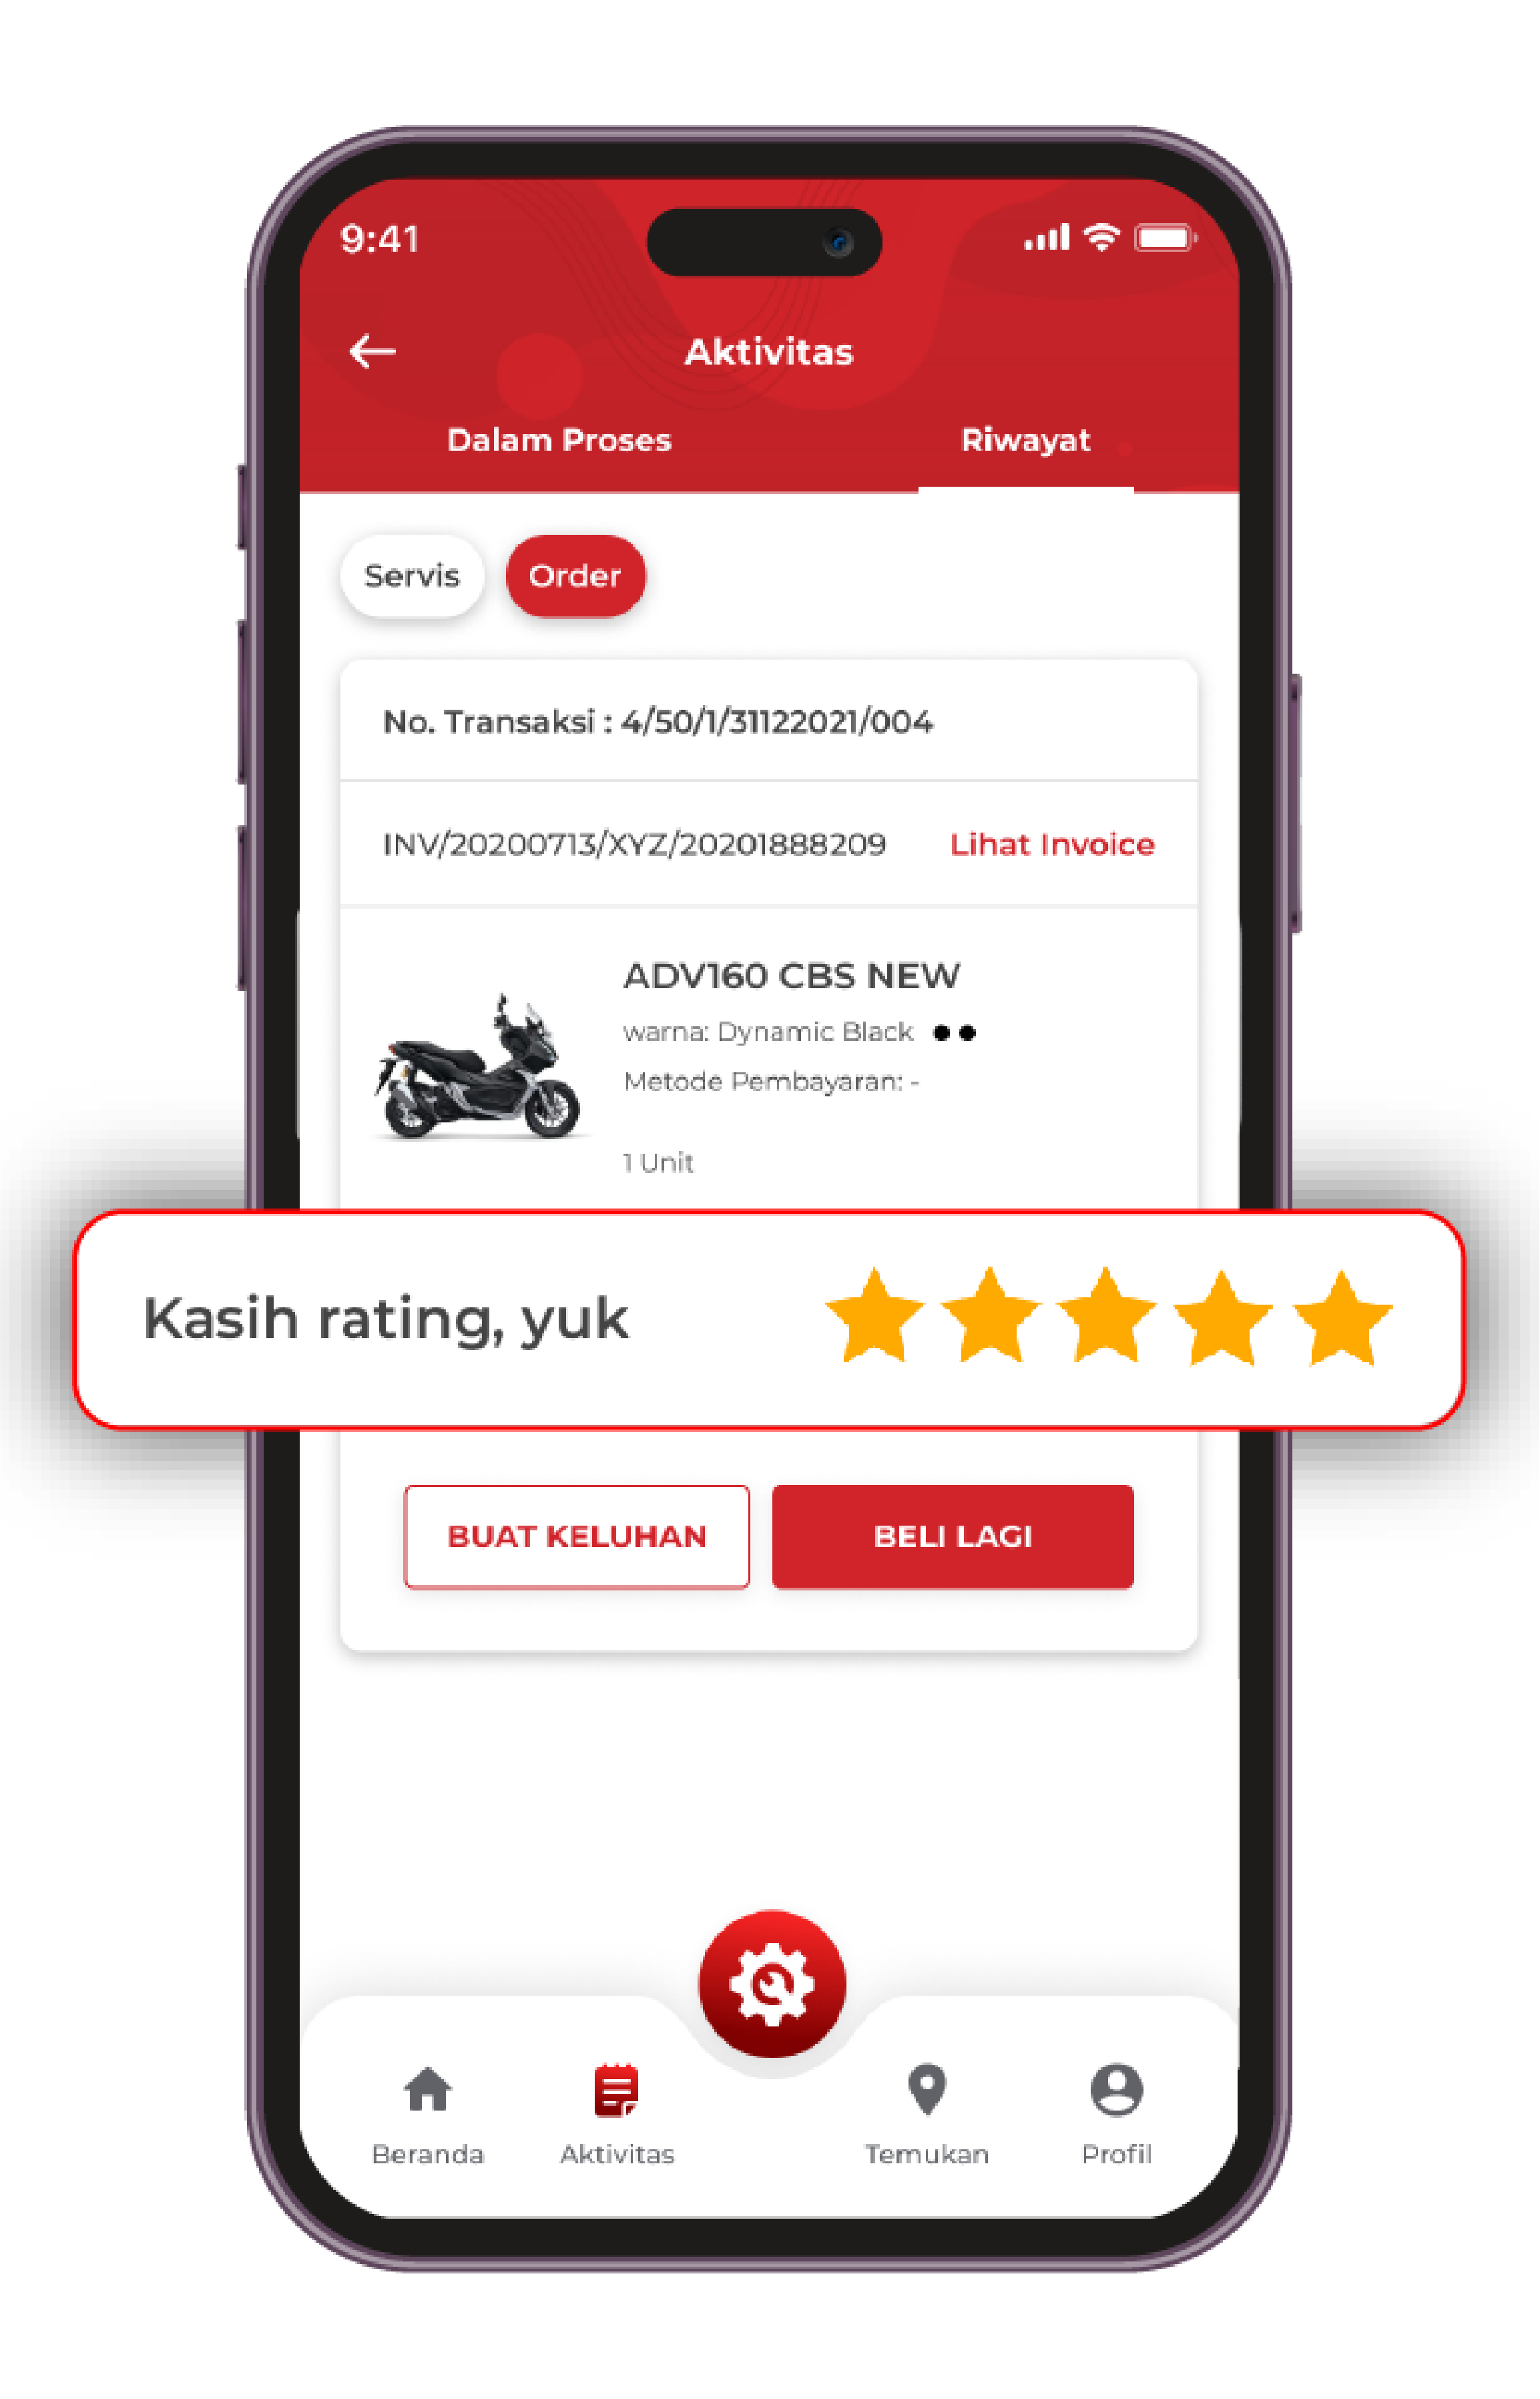 9:41
Aktivitas
Dalam Proses Riwayat
Servis Order
No. Transaksi : 4/50/1/31122021/004
INV/20200713/XYZ/20201888209 Lihat Invoice
ADV160 CBS NEW
warna: Dynamic Black
Metode Pembayaran: -
1 Unit
Kasih rating, yuk
BUAT KELUHAN BELI LAGI
Beranda Aktivitas Temukan Profil